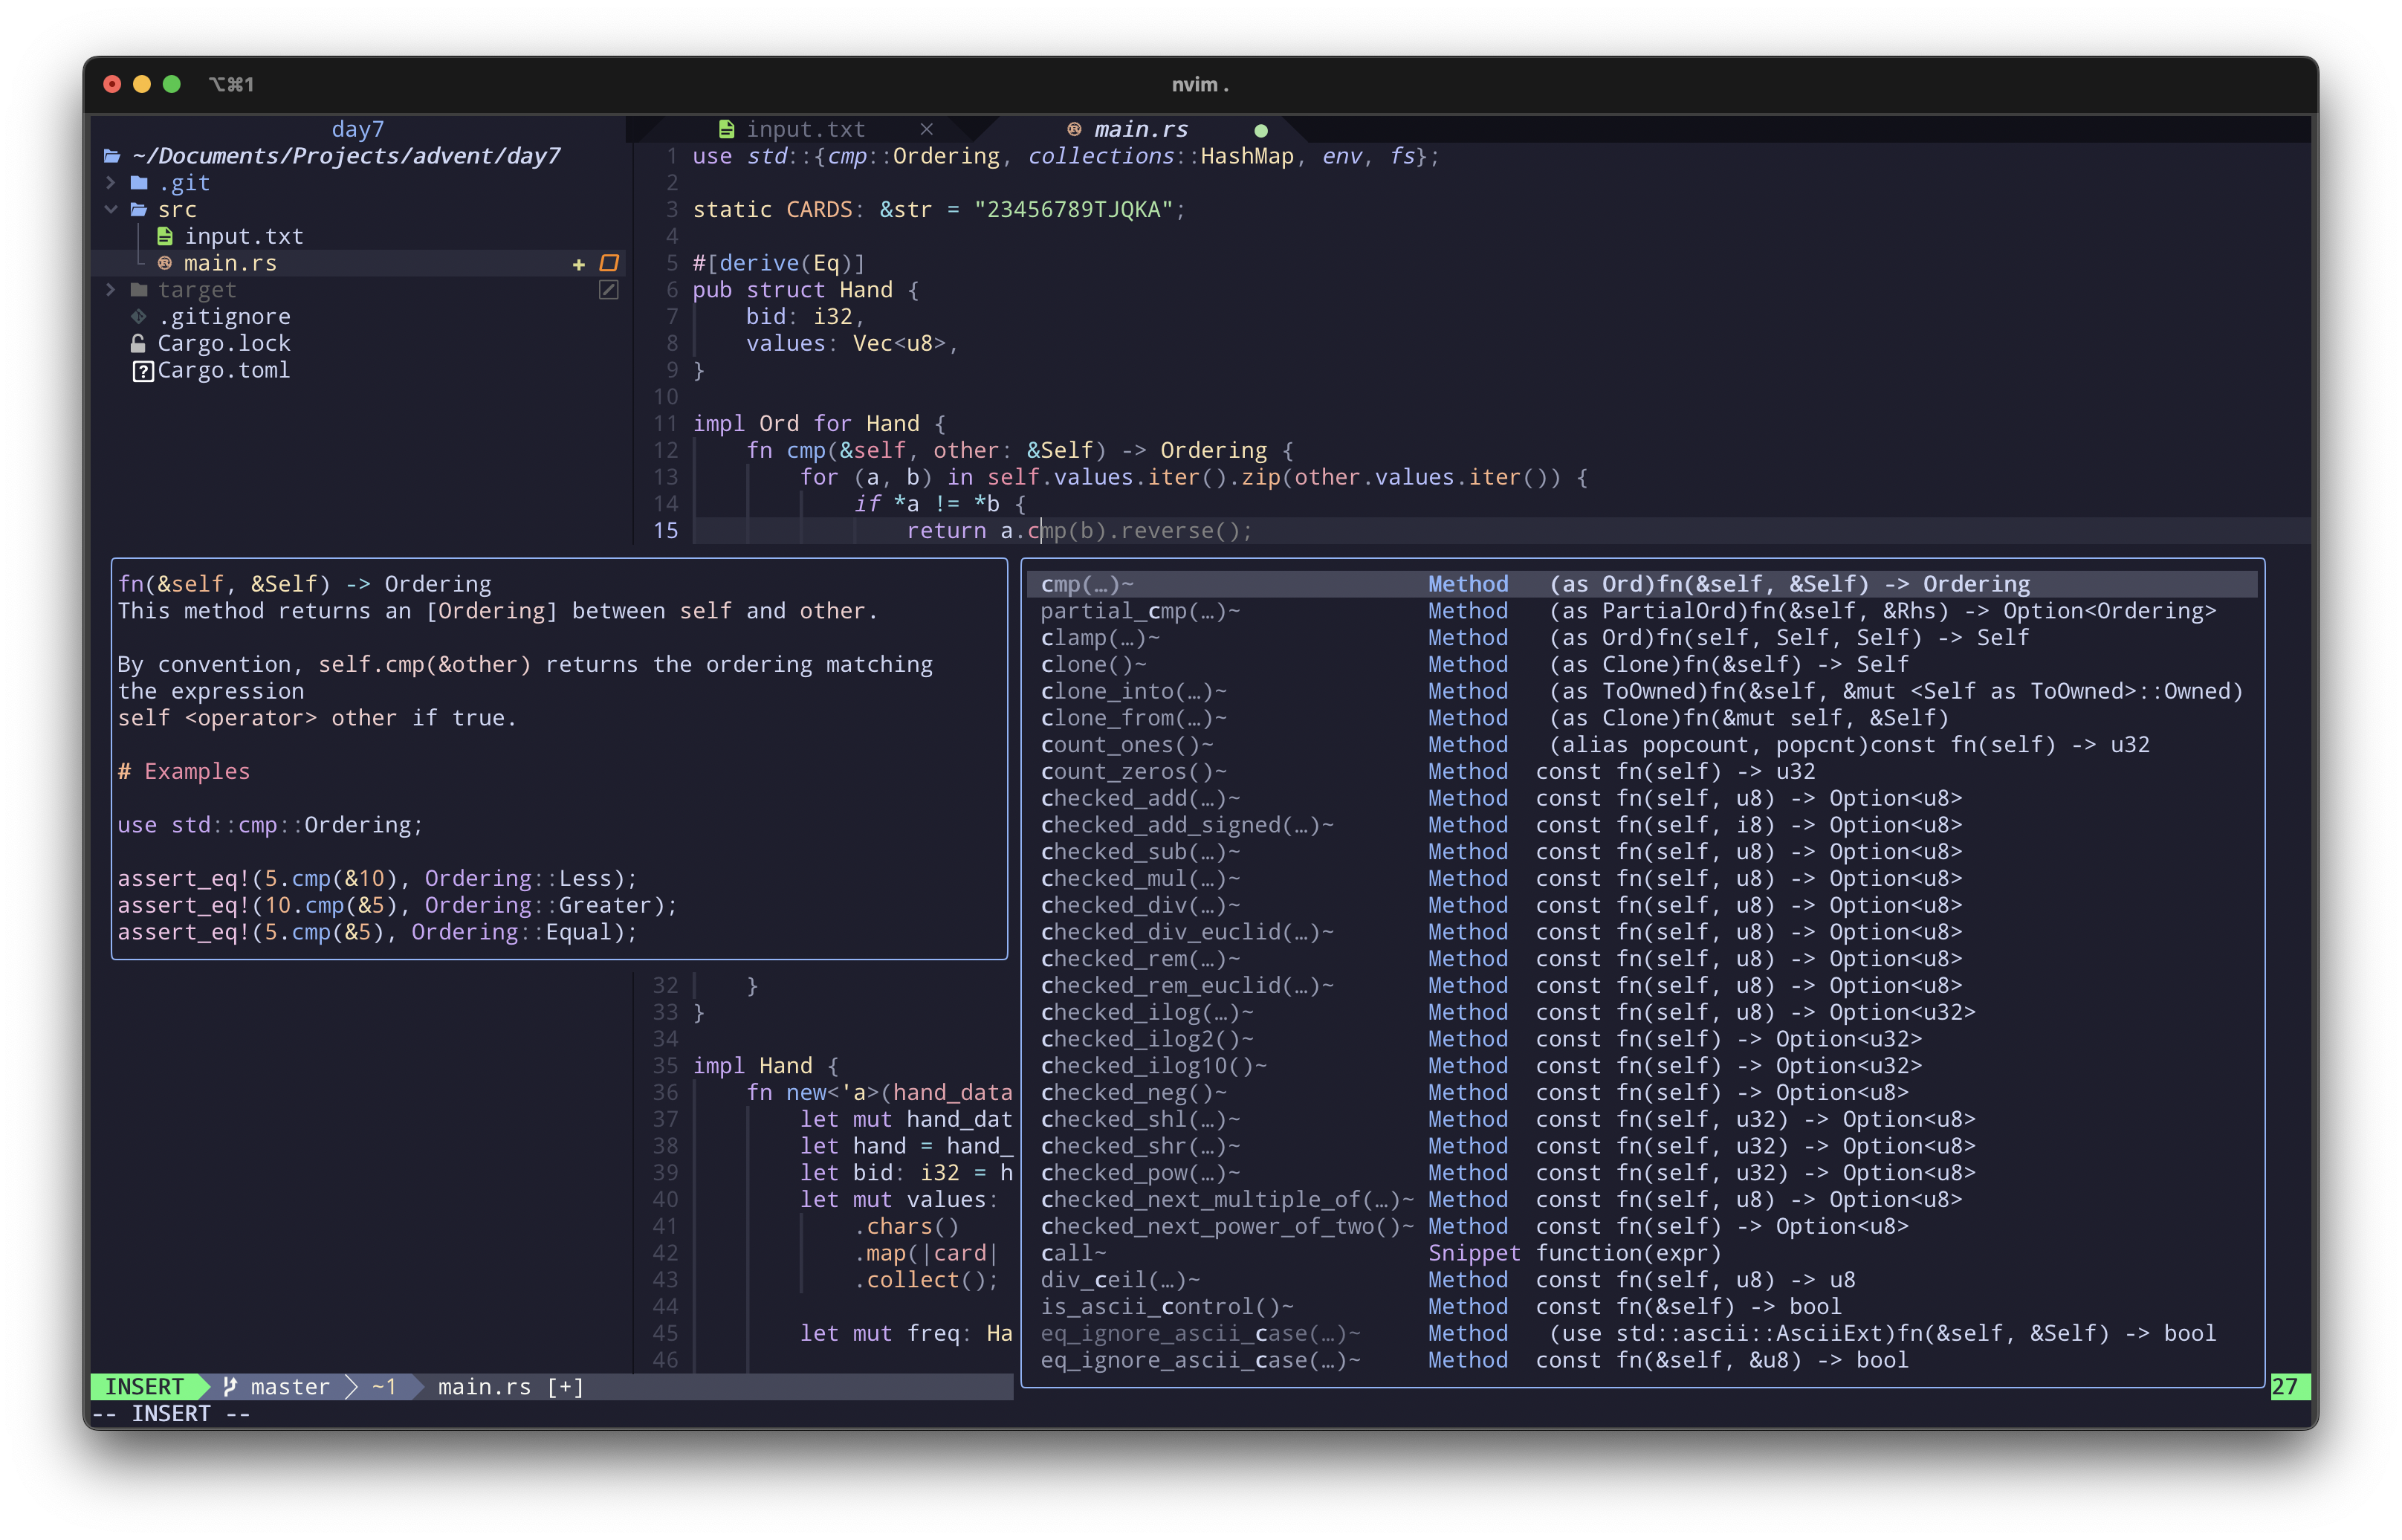 ⌥⌘1
nvim .
day7
~/Documents/Projects/advent/day7
.git
src
input.txt
main.rs +
target
.gitignore
Cargo.lock
Cargo.toml
input.txt ×
main.rs
1 use std::{cmp::Ordering, collections::HashMap, env, fs};
2
3 static CARDS: &str = "23456789TJQKA";
4
5 #[derive(Eq)]
6 pub struct Hand {
7 bid: i32,
8 values: Vec<u8>,
9 }
10
11 impl Ord for Hand {
12 fn cmp(&self, other: &Self) -> Ordering {
13 for (a, b) in self.values.iter().zip(other.values.iter()) {
14 if *a != *b {
15 return a.cmp(b).reverse();
fn(&self, &Self) -> Ordering
This method returns an [Ordering] between self and other.
By convention, self.cmp(&other) returns the ordering matching
the expression
self <operator> other if true.
# Examples
use std::cmp::Ordering;
assert_eq!(5.cmp(&10), Ordering::Less);
assert_eq!(10.cmp(&5), Ordering::Greater);
assert_eq!(5.cmp(&5), Ordering::Equal);
cmp(…)~ Method (as Ord)fn(&self, &Self) -> Ordering
partial_cmp(…)~ Method (as PartialOrd)fn(&self, &Rhs) -> Option<Ordering>
clamp(…)~ Method (as Ord)fn(self, Self, Self) -> Self
clone()~ Method (as Clone)fn(&self) -> Self
clone_into(…)~ Method (as ToOwned)fn(&self, &mut <Self as ToOwned>::Owned)
clone_from(…)~ Method (as Clone)fn(&mut self, &Self)
count_ones()~ Method (alias popcount, popcnt)const fn(self) -> u32
count_zeros()~ Method const fn(self) -> u32
checked_add(…)~ Method const fn(self, u8) -> Option<u8>
checked_add_signed(…)~ Method const fn(self, i8) -> Option<u8>
checked_sub(…)~ Method const fn(self, u8) -> Option<u8>
checked_mul(…)~ Method const fn(self, u8) -> Option<u8>
checked_div(…)~ Method const fn(self, u8) -> Option<u8>
checked_div_euclid(…)~ Method const fn(self, u8) -> Option<u8>
checked_rem(…)~ Method const fn(self, u8) -> Option<u8>
checked_rem_euclid(…)~ Method const fn(self, u8) -> Option<u8>
checked_ilog(…)~ Method const fn(self, u8) -> Option<u32>
checked_ilog2()~ Method const fn(self) -> Option<u32>
checked_ilog10()~ Method const fn(self) -> Option<u32>
checked_neg()~ Method const fn(self) -> Option<u8>
checked_shl(…)~ Method const fn(self, u32) -> Option<u8>
checked_shr(…)~ Method const fn(self, u32) -> Option<u8>
checked_pow(…)~ Method const fn(self, u32) -> Option<u8>
checked_next_multiple_of(…)~ Method const fn(self, u8) -> Option<u8>
checked_next_power_of_two()~ Method const fn(self) -> Option<u8>
call~ Snippet function(expr)
div_ceil(…)~ Method const fn(self, u8) -> u8
is_ascii_control()~ Method const fn(&self) -> bool
eq_ignore_ascii_case(…)~ Method (use std::ascii::AsciiExt)fn(&self, &Self) -> bool
eq_ignore_ascii_case(…)~ Method const fn(&self, &u8) -> bool
32 }
33 }
34
35 impl Hand {
36 fn new<'a>(hand_data
37 let mut hand_dat
38 let hand = hand_
39 let bid: i32 = h
40 let mut values:
41 .chars()
42 .map(|card|
43 .collect();
44
45 let mut freq: Ha
46
INSERT master ~1 main.rs [+] 27
-- INSERT --